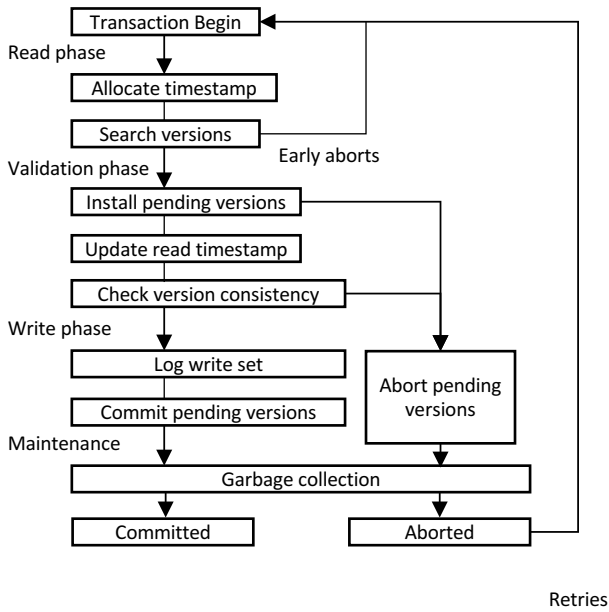 Transaction Begin
Read phase
Allocate timestamp
Search versions
Early aborts
Validation phase
Install pending versions
Update read timestamp
Check version consistency
Write phase
Log write set
Abort pending
versions
Commit pending versions
Maintenance
Garbage collection
Committed
Aborted
Retries